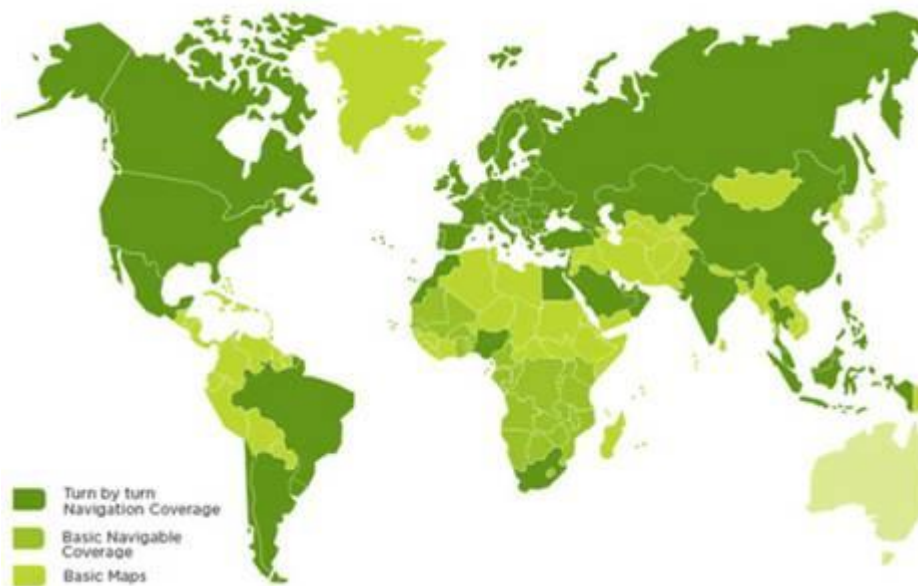 Turn by turn
Navigation Coverage
Basic Navigable
Coverage
Basic Maps